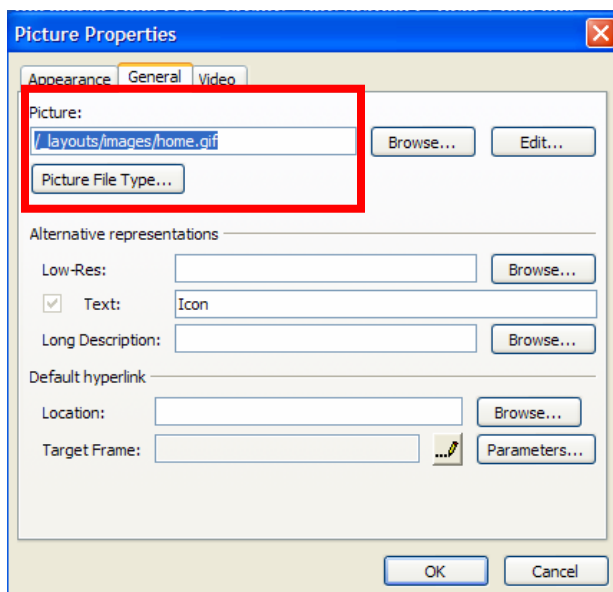 Picture Properties
Appearance General Video
Picture:
/_layouts/images/home.gif Browse... Edit...
Picture File Type...
Alternative representations
Low-Res: Browse...
Text: Icon
Long Description: Browse...
Default hyperlink
Location: Browse...
Target Frame: Parameters...
OK Cancel